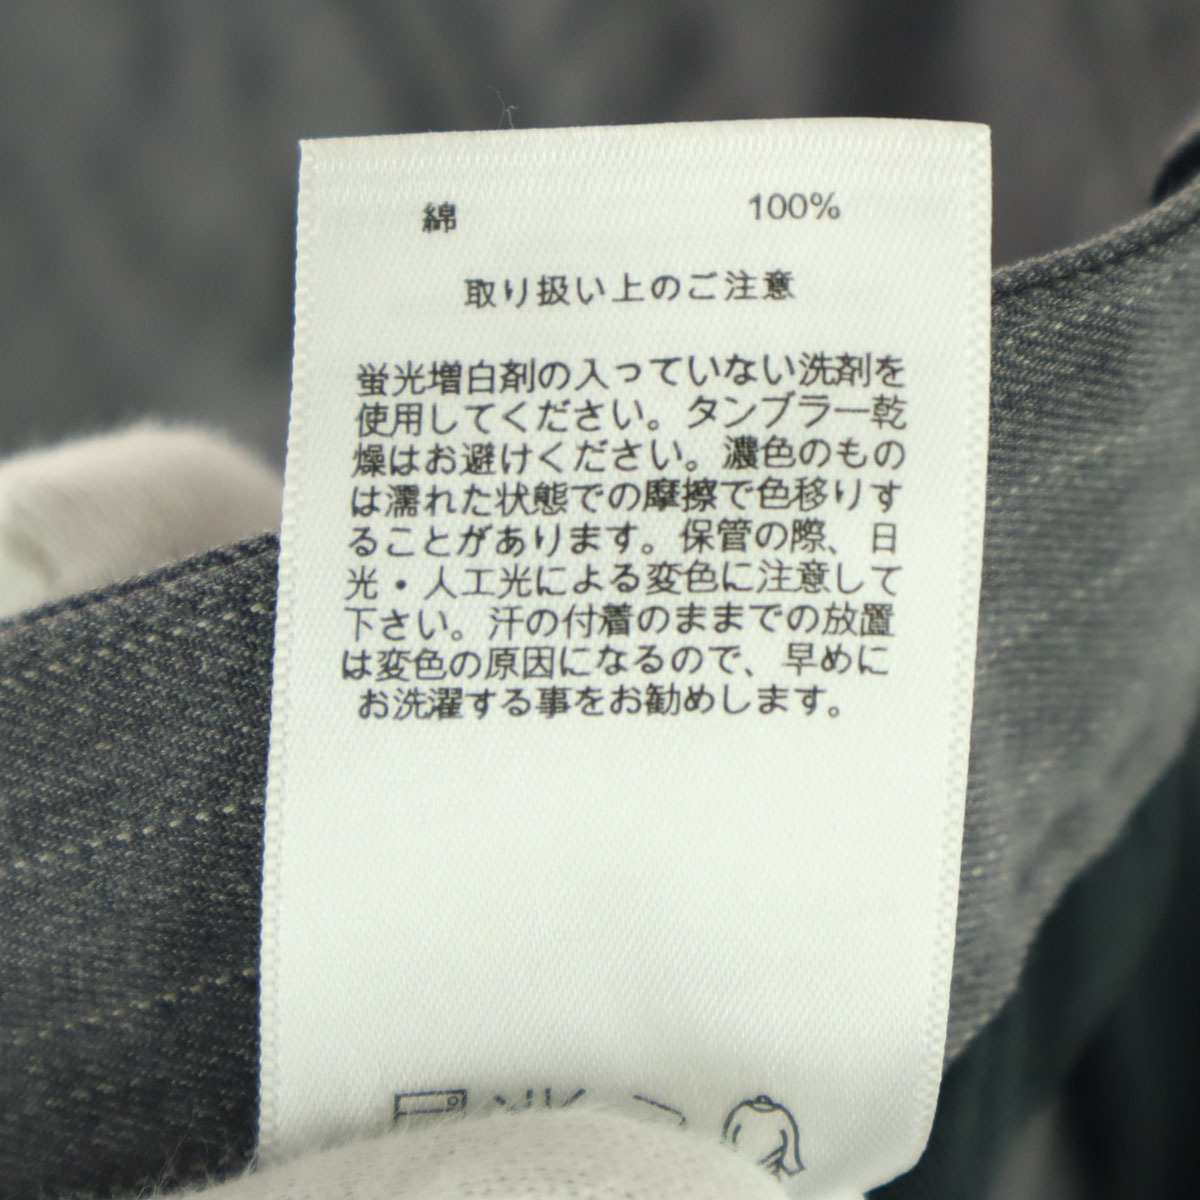 綿 100%
取り扱い上のご注意
蛍光増白剤の入っていない洗剤を
使用してください。タンブラー乾
燥はお避けください。濃色のもの
は濡れた状態での摩擦で色移りす
ることがあります。保管の際、日
光・人工光による変色に注意して
下さい。汗の付着のままでの放置
は変色の原因になるので、早めに
お洗濯する事をお勧めします。